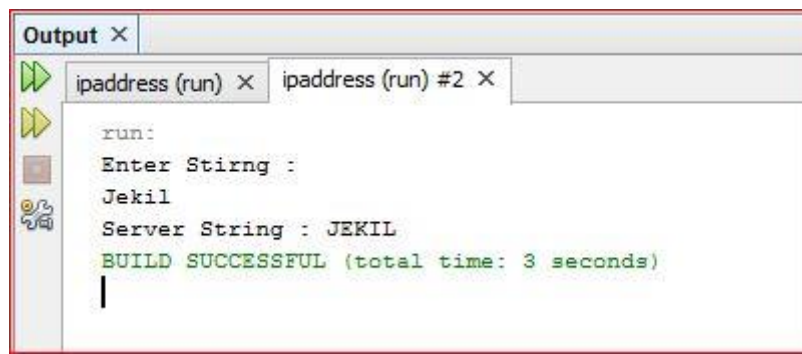 Output
ipaddress (run)
ipaddress (run) #2
run:
Enter Stirng :
Jekil
Server String : JEKIL
BUILD SUCCESSFUL (total time: 3 seconds)